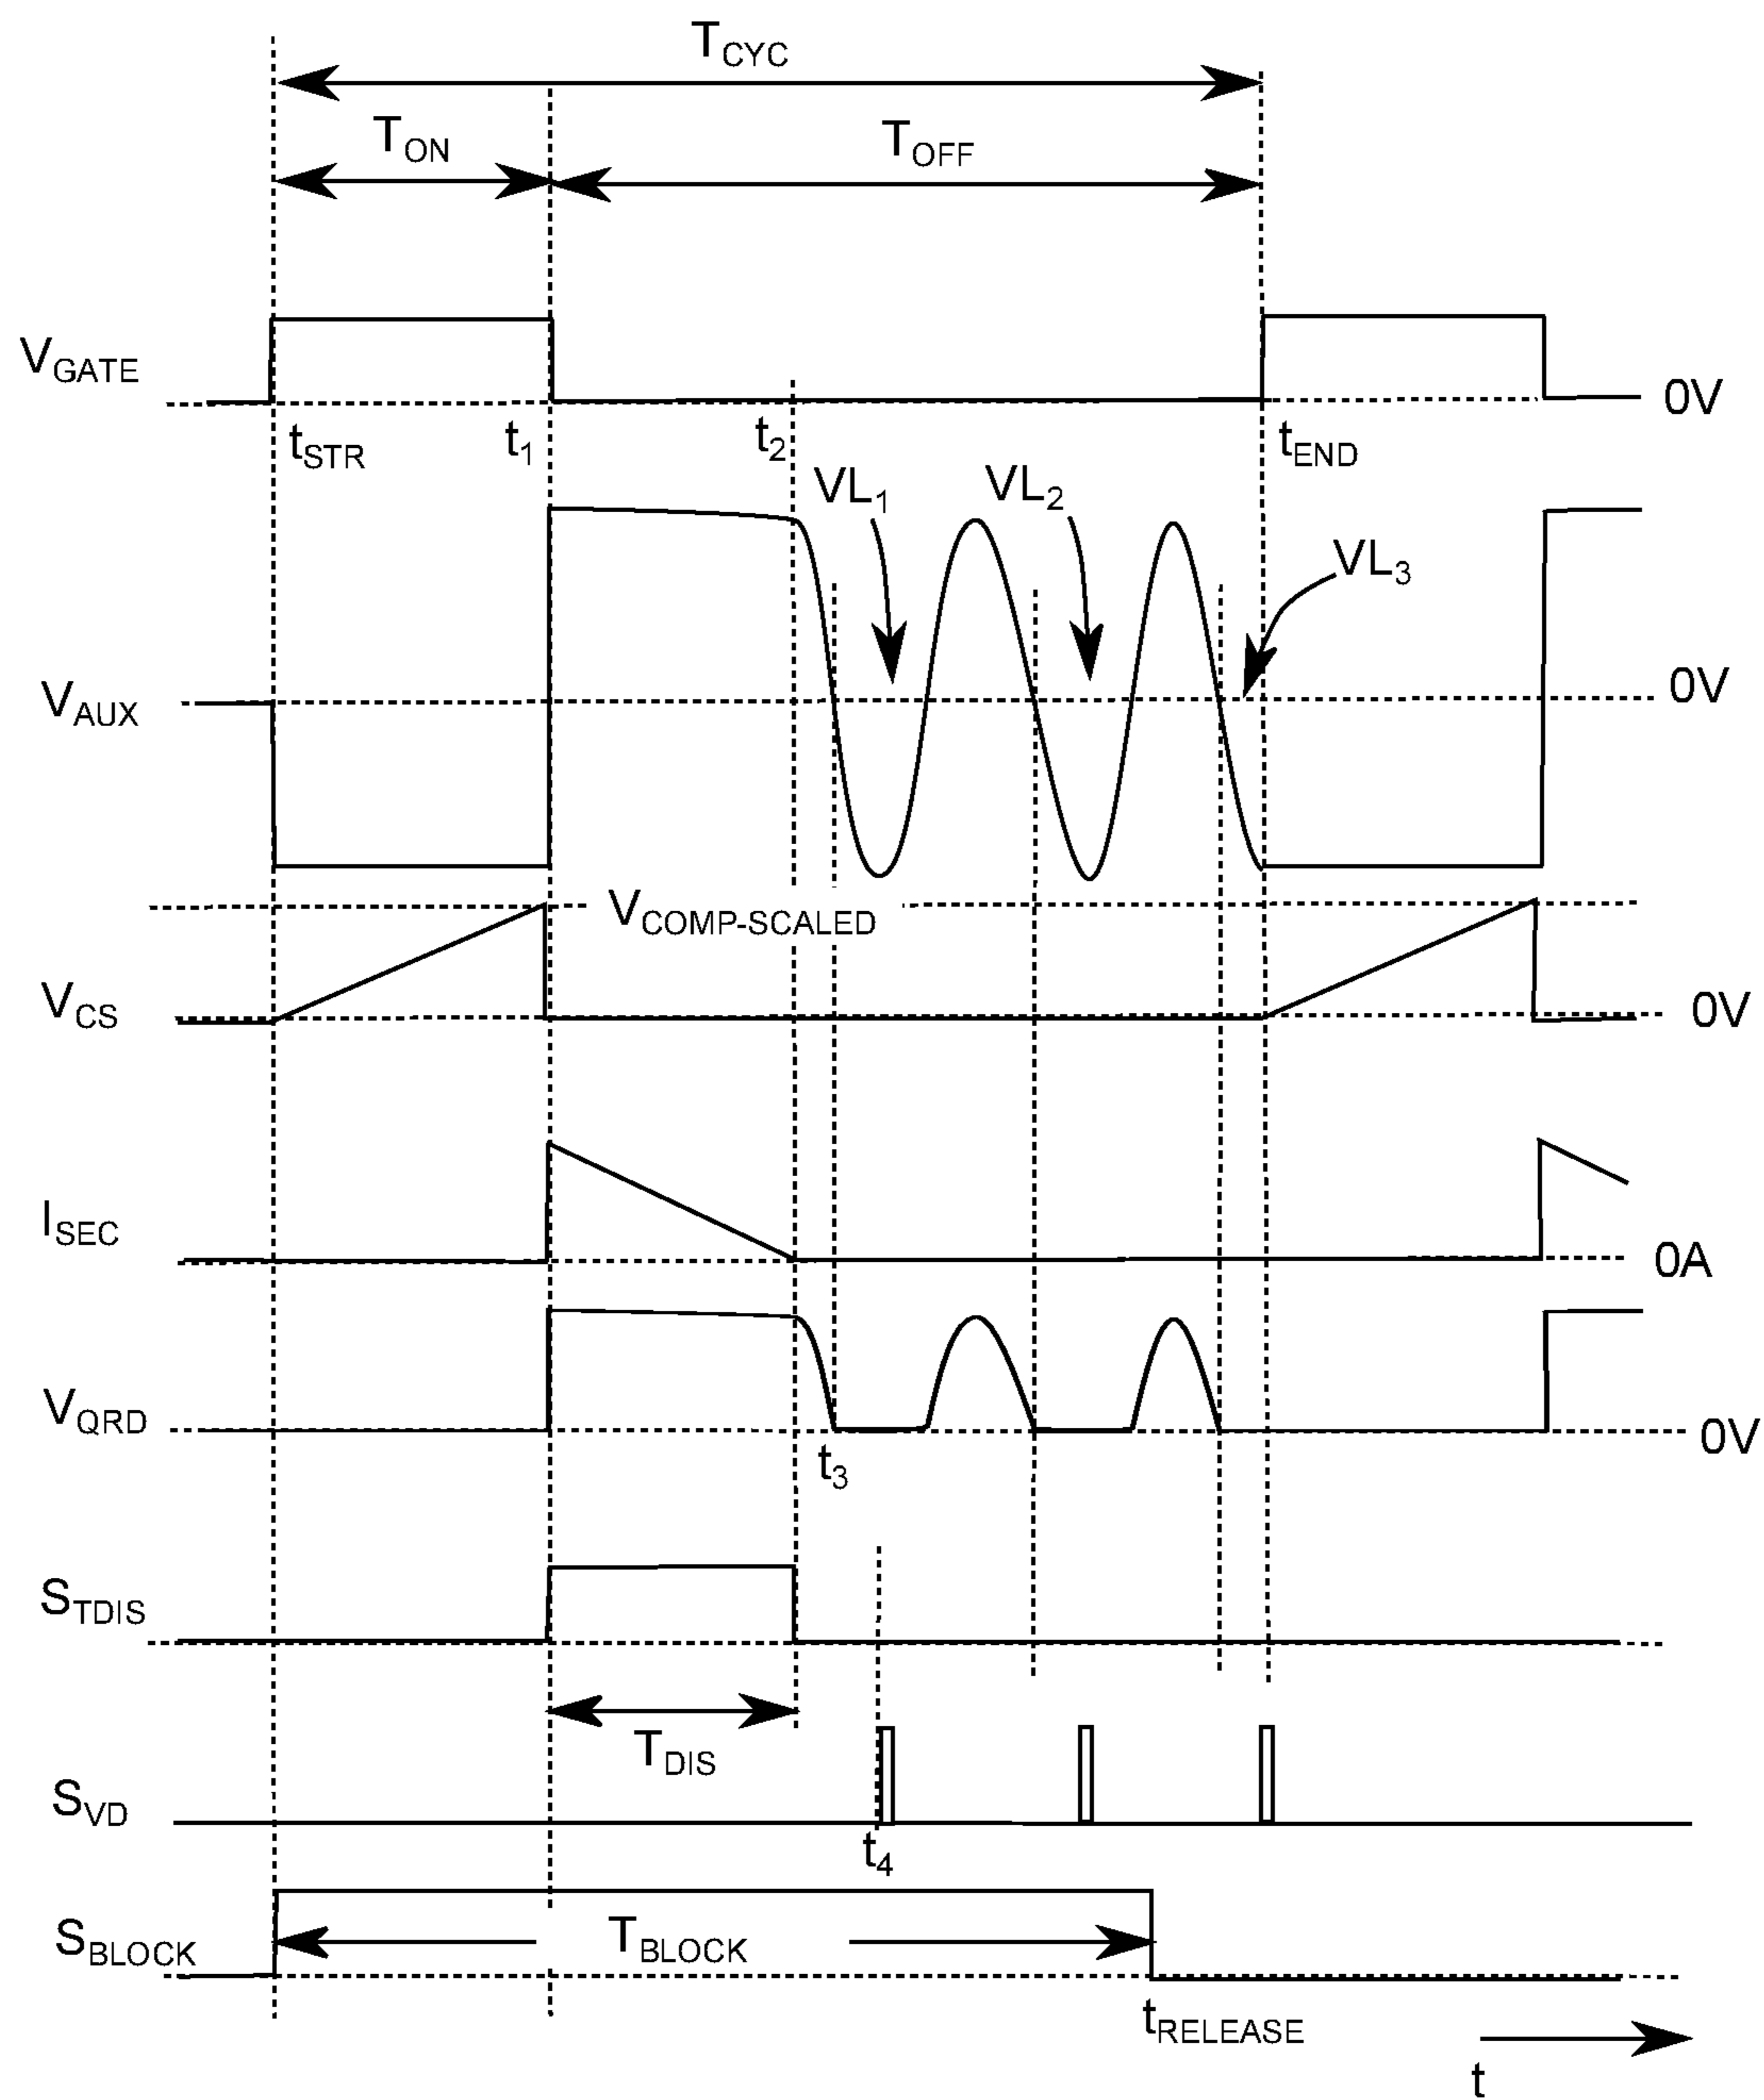 TCYC
TON
TOFF
VGATE
0V
tSTR
t1
t2
tEND
VL1
VL2
VL3
VAUX
0V
VCOMP-SCALED
VCS
0V
ISEC
0A
VQRD
0V
t3
STDIS
TDIS
SVD
t4
SBLOCK
TBLOCK
tRELEASE
t